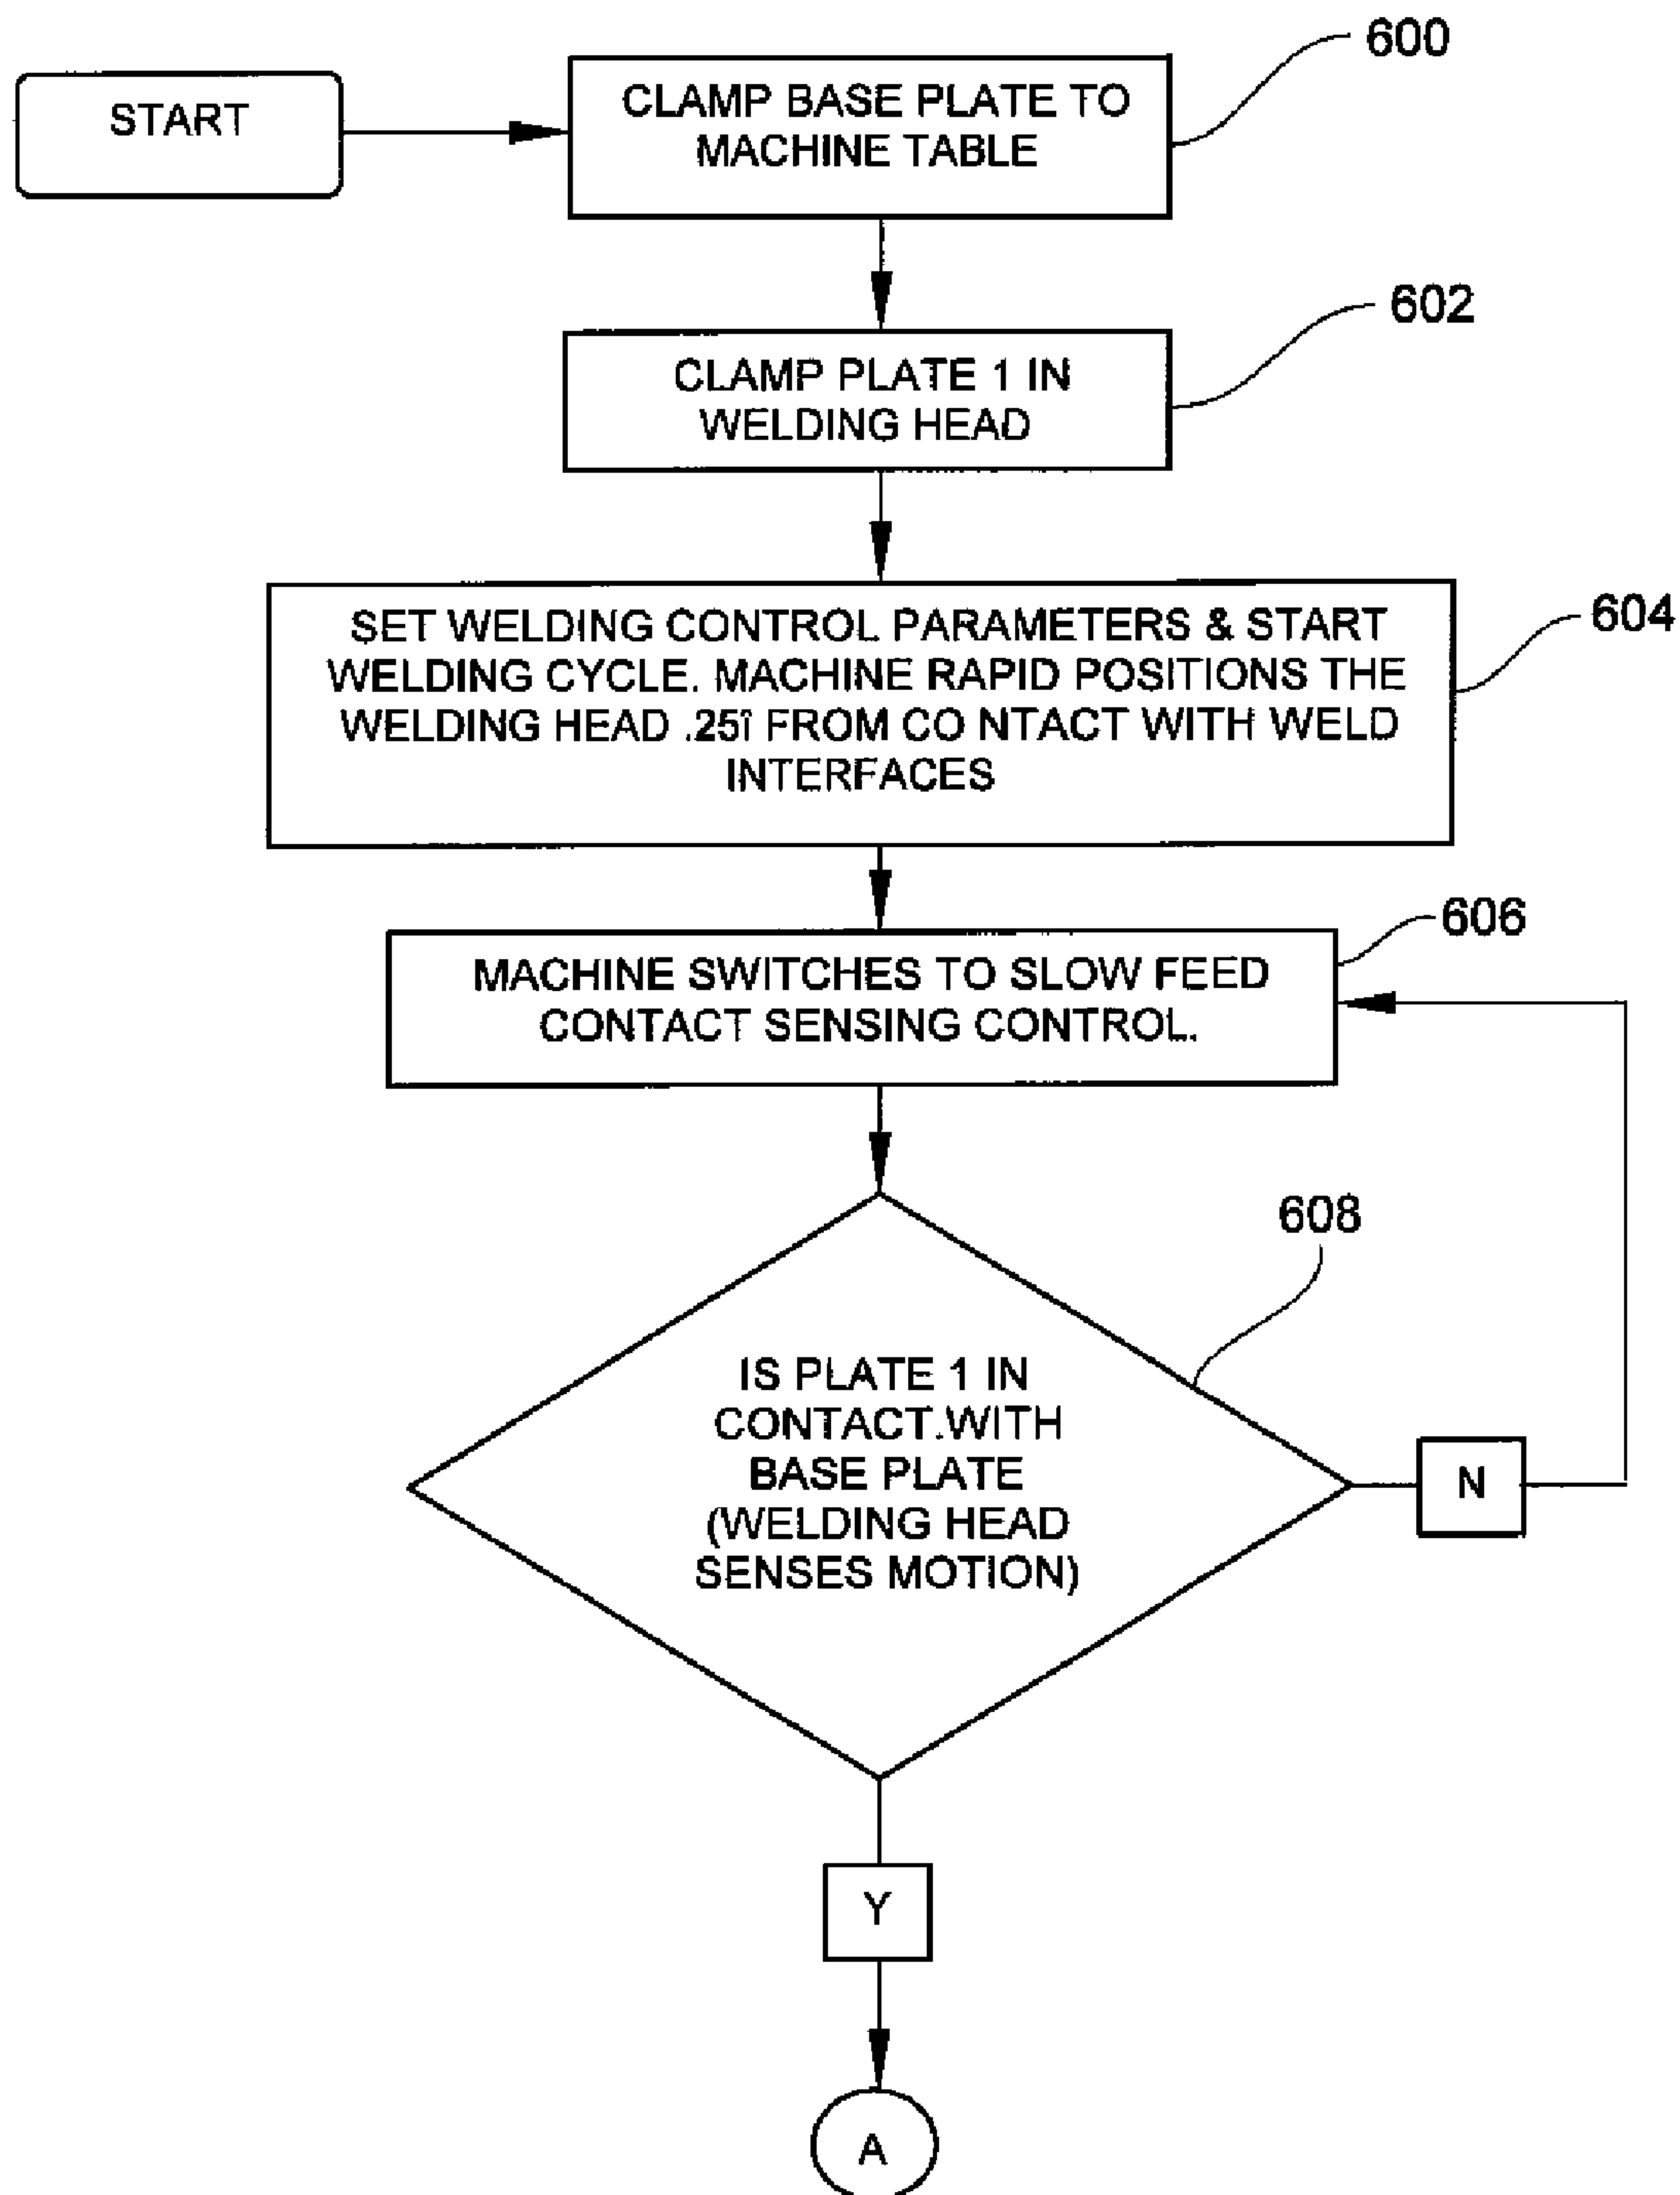 START
600
CLAMP BASE PLATE TO
MACHINE TABLE
602
CLAMP PLATE 1 IN
WELDING HEAD
604
SET WELDING CONTROL PARAMETERS & START
WELDING CYCLE. MACHINE RAPID POSITIONS THE
WELDING HEAD .25î FROM CO NTACT WITH WELD
INTERFACES
606
MACHINE SWITCHES TO SLOW FEED
CONTACT SENSING CONTROL.
608
IS PLATE 1 IN
CONTACT.WITH
BASE PLATE
(WELDING HEAD
SENSES MOTION)
N
Y
A